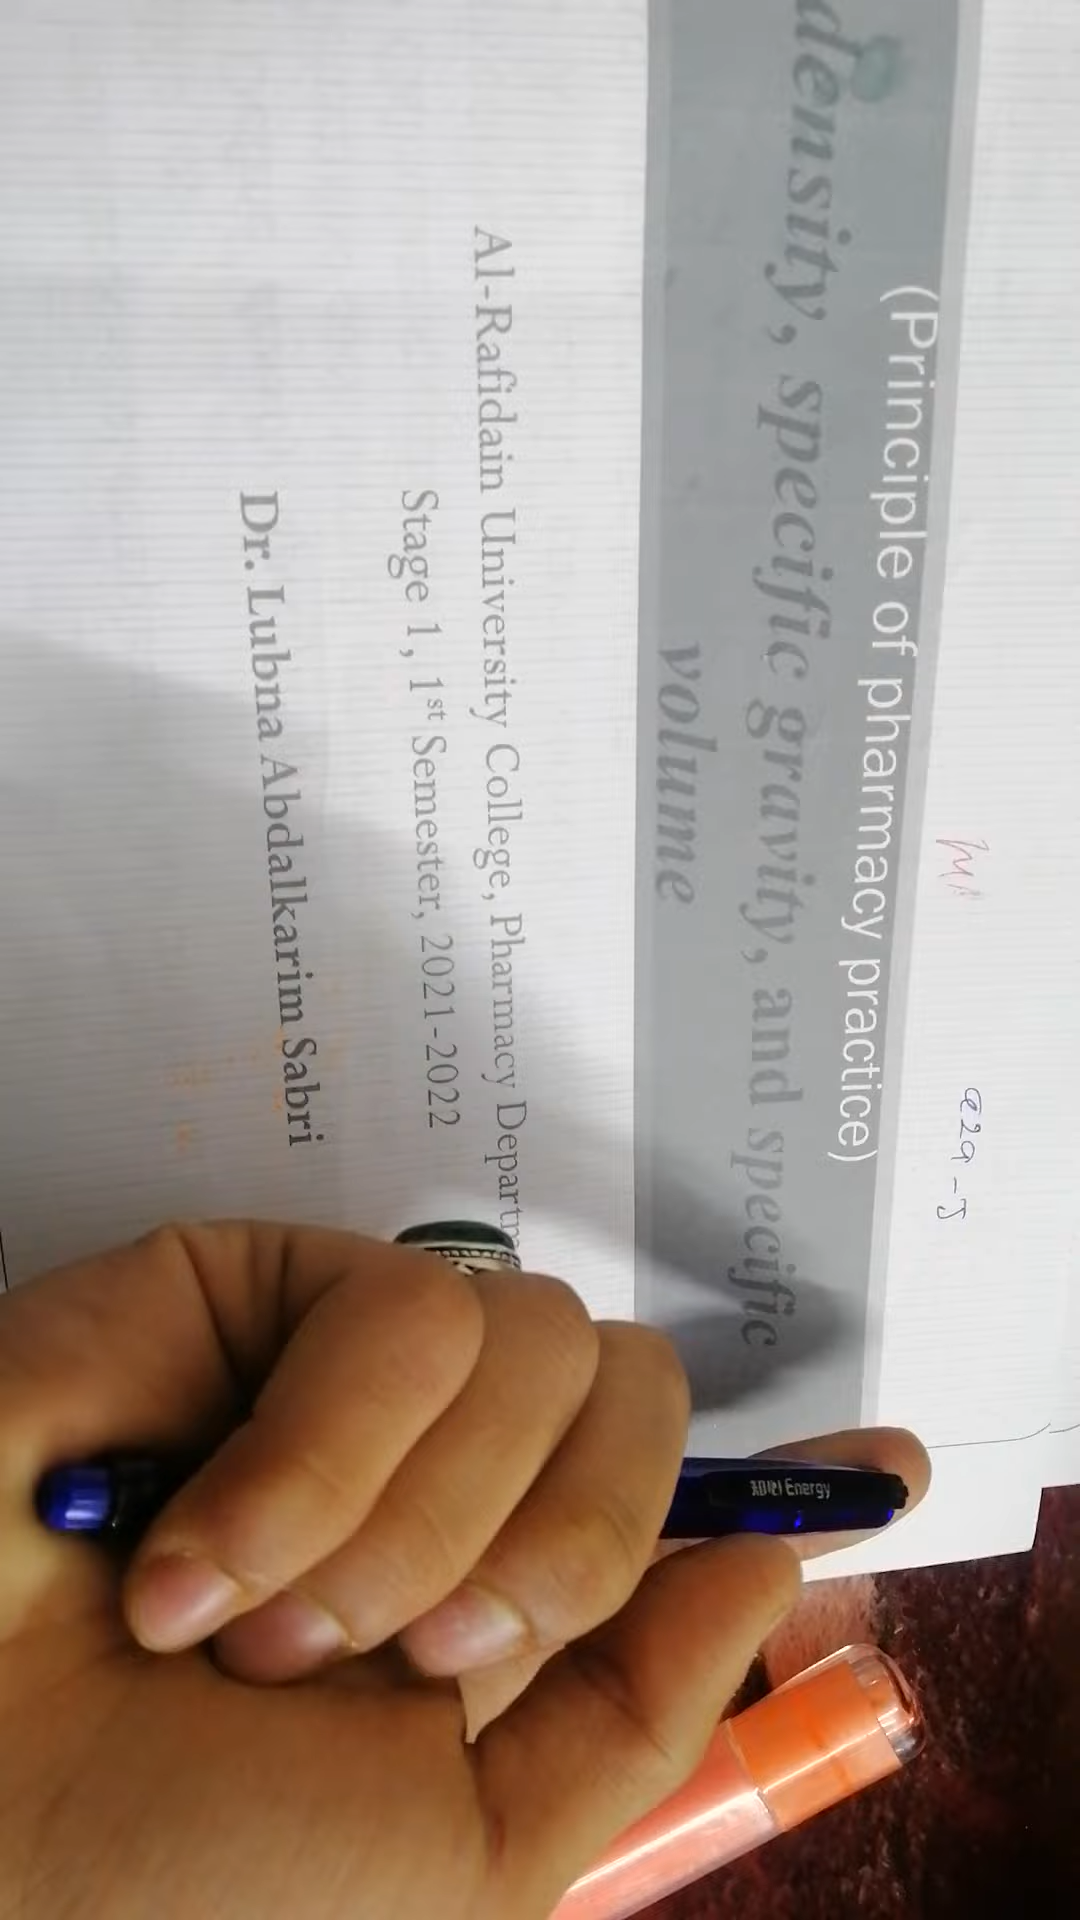 (Principle of pharmacy practice)
density, specific gravity, and specific
volume
Al-Rafidain University College, Pharmacy Departm
Stage 1, 1st Semester, 2021-2022
Dr. Lubna Abdalkarim Sabri
Energy